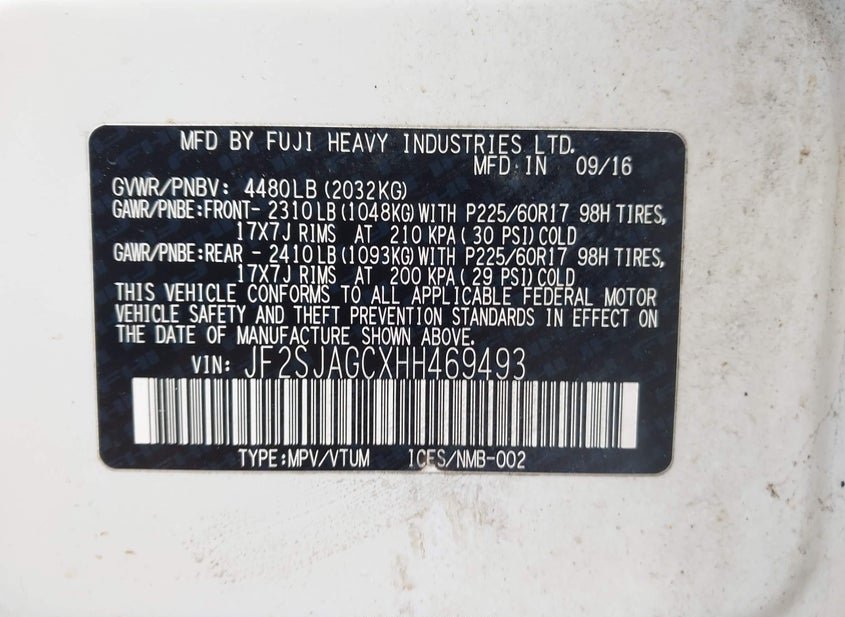 MFD BY FUJI HEAVY INDUSTRIES LTD.
MFD IN 09/16
GVWR/PNBV: 4480LB (2032KG)
GAWR/PNBE:FRONT- 2310LB (1048KG) WITH P225/60R17 98H TIRES,
17X7J RIMS AT 210 KPA ( 30 PSI) COLD
GAWR/PNBE:REAR - 2410LB (1093KG) WITH P225/60R17 98H TIRES,
17X7J RIMS AT 200 KPA (29 PSI) COLD
THIS VEHICLE CONFORMS TO ALL APPLICABLE FEDERAL MOTOR
VEHICLE SAFETY AND THEFT PREVENTION STANDARDS IN EFFECT ON
THE DATE OF MANUFACTURE SHOWN ABOVE.
VIN: JF2SJAGCXHH469493
TYPE:MPV/VTUM ICES/NMB-002